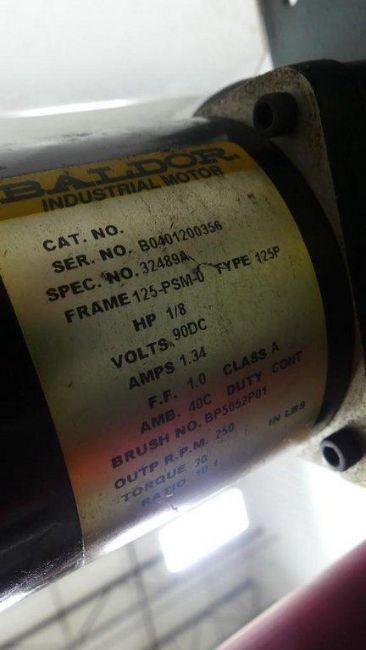 BALDOR
INDUSTRIAL MOTOR
CAT. NO.
SER. NO. B0401200356
SPEC. NO. 32489A
FRAME 125-PSM-0 TYPE 125P
HP 1/8
VOLTS 90DC
AMPS 1.34
F.F. 1.0 CLASS A
AMB. 40C DUTY CONT
BRUSH NO. BP5052P01
OUTP R.P.M. 250
TORQUE 20 IN LBS
RATIO 10